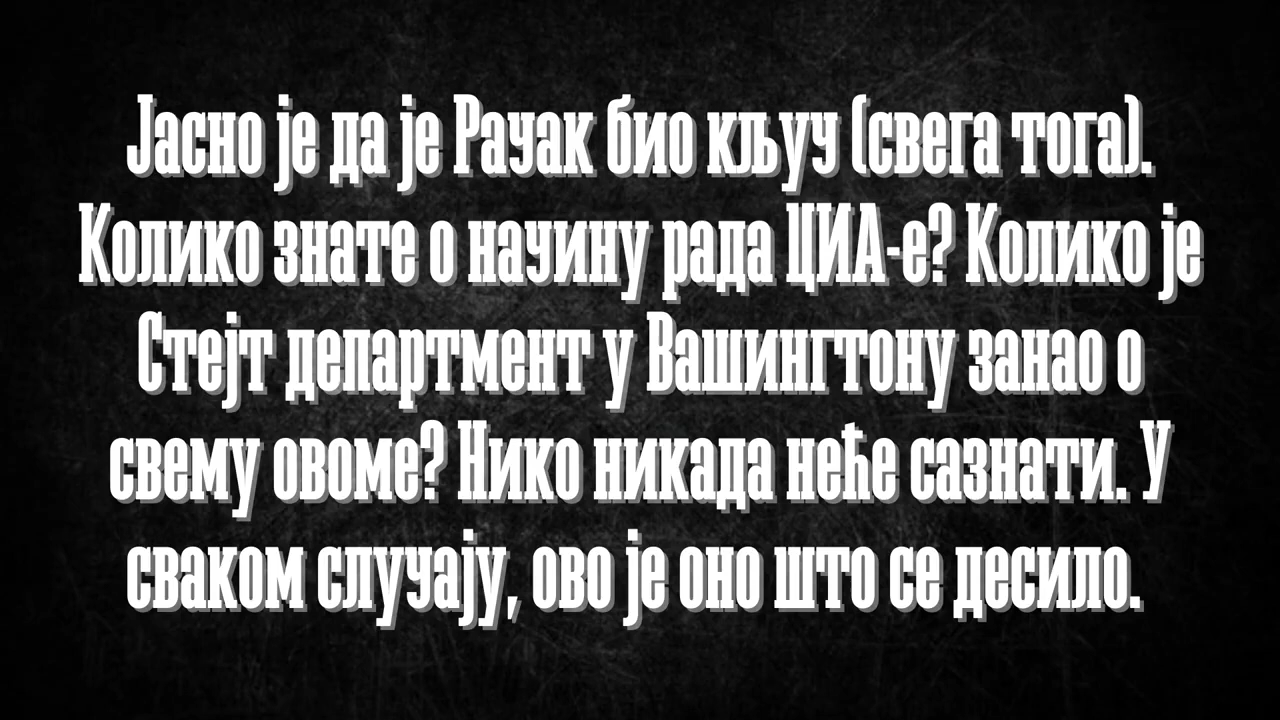 Јасно је да је Рачак био кључ (свега тога).
Колико знате о начину рада ЦИА-е? Колико је
Стејт департмент у Вашингтону занао о
свему овоме? Нико никада неће сазнати. У
сваком случају, ово је оно што се десило.